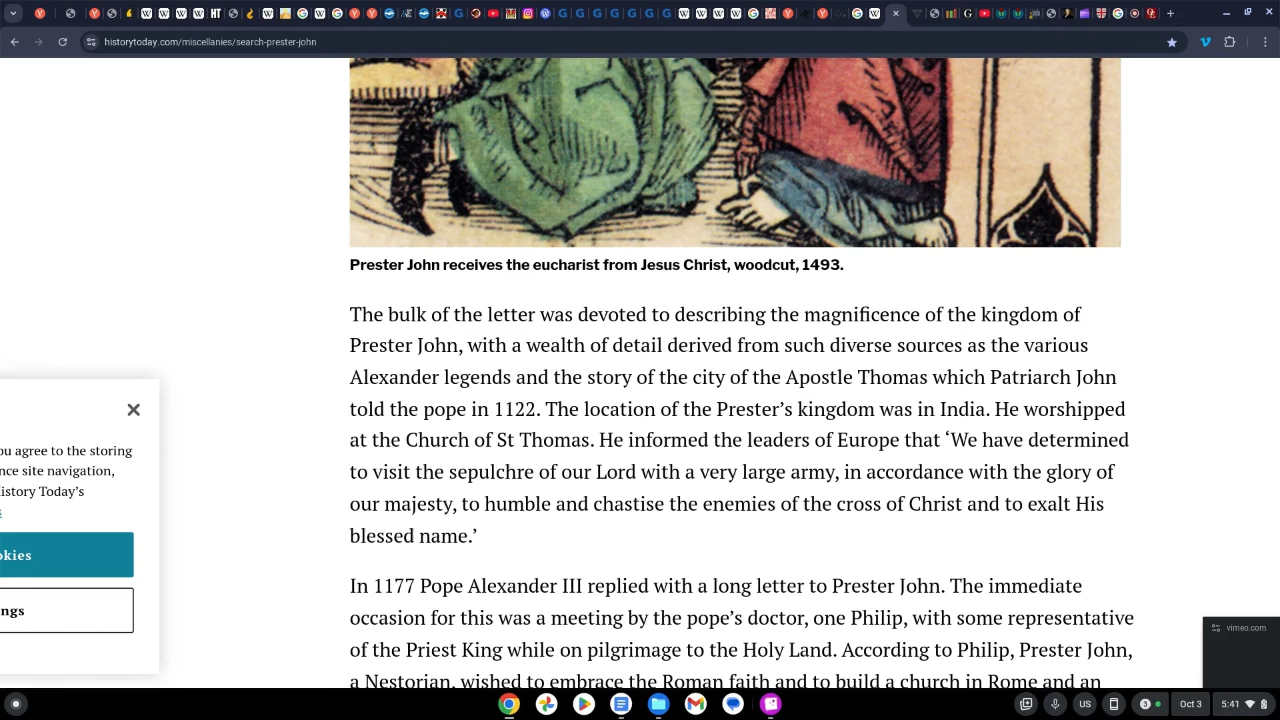 historytoday.com/miscellanies/search-prester-john
Prester John receives the eucharist from Jesus Christ, woodcut, 1493.
The bulk of the letter was devoted to describing the magnificence of the kingdom of
Prester John, with a wealth of detail derived from such diverse sources as the various
Alexander legends and the story of the city of the Apostle Thomas which Patriarch John
told the pope in 1122. The location of the Prester’s kingdom was in India. He worshipped
at the Church of St Thomas. He informed the leaders of Europe that ‘We have determined
to visit the sepulchre of our Lord with a very large army, in accordance with the glory of
our majesty, to humble and chastise the enemies of the cross of Christ and to exalt His
blessed name.’
In 1177 Pope Alexander III replied with a long letter to Prester John. The immediate
occasion for this was a meeting by the pope’s doctor, one Philip, with some representative
of the Priest King while on pilgrimage to the Holy Land. According to Philip, Prester John,
a Nestorian, wished to embrace the Roman faith and to build a church in Rome and an
ou agree to the storing
nce site navigation,
istory Today’s
s
okies
ngs
vimeo.com
US
3
Oct 3
5:41